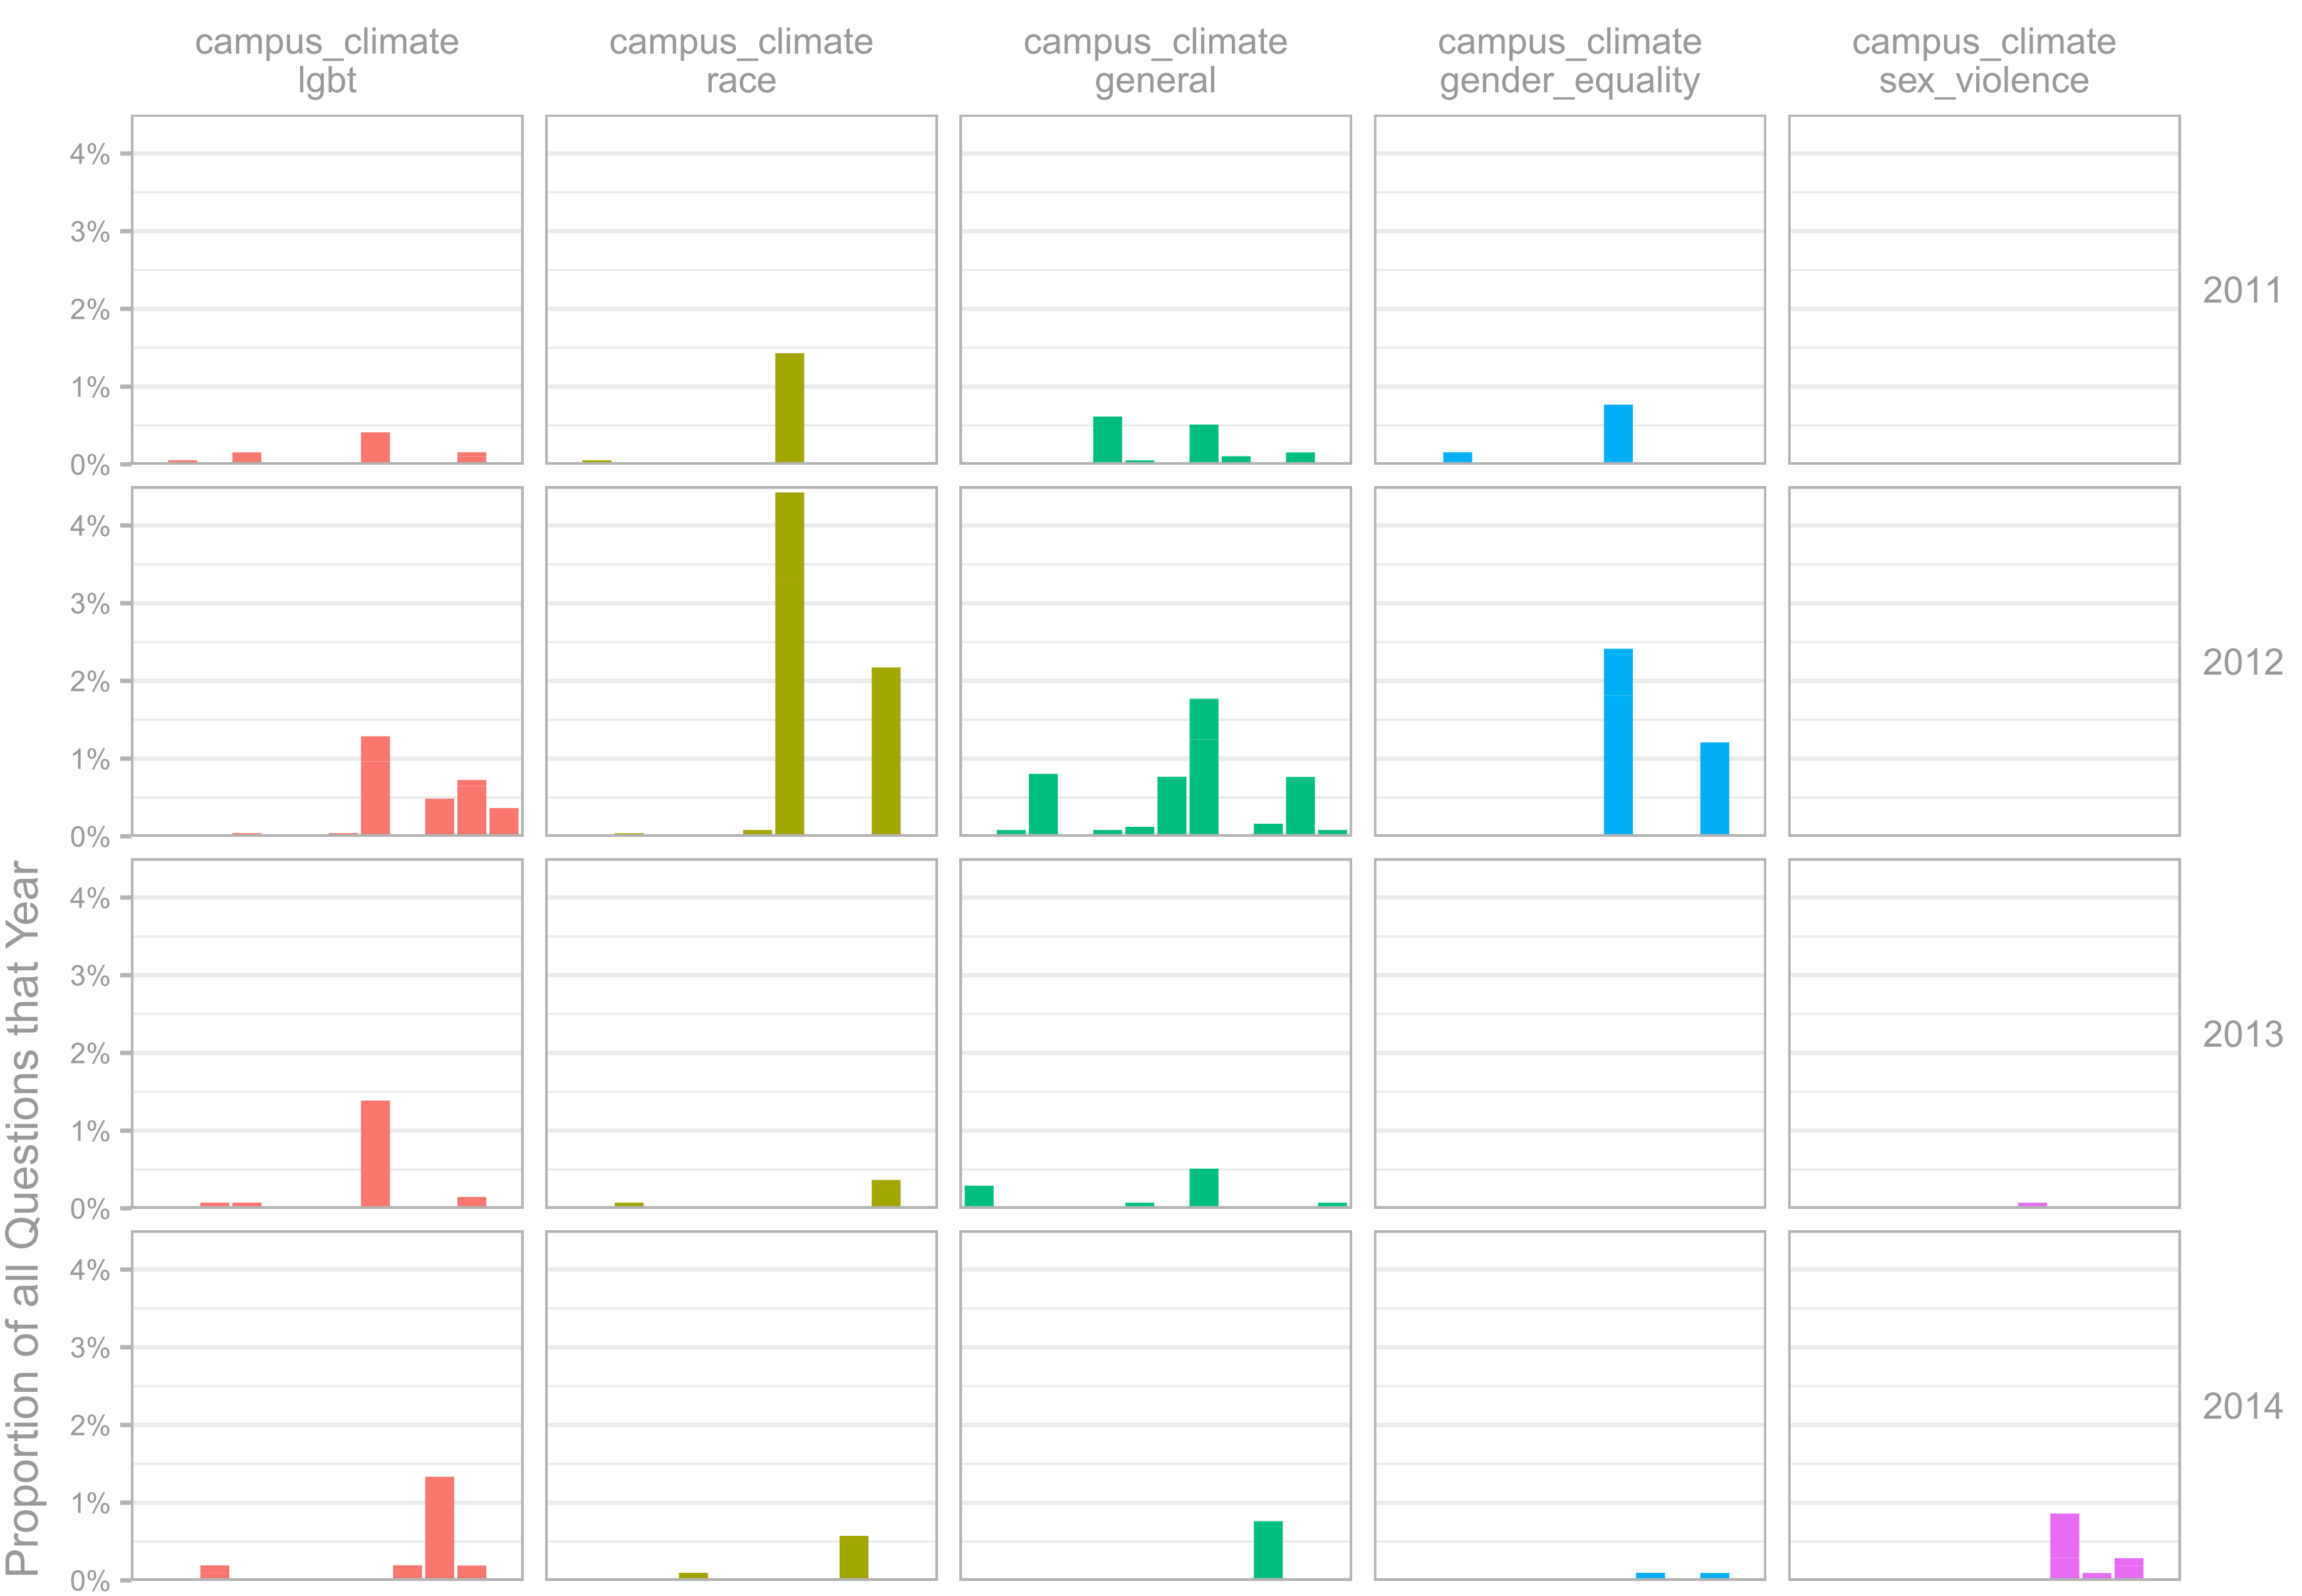 campus_climate
lgbt
campus_climate
race
campus_climate
general
campus_climate
gender_equality
campus_climate
sex_violence
4%
3%
2%
1%
0%
2011
4%
3%
2%
1%
0%
2012
4%
3%
2%
1%
0%
2013
4%
3%
2%
1%
0%
2014
Proportion of all Questions that Year